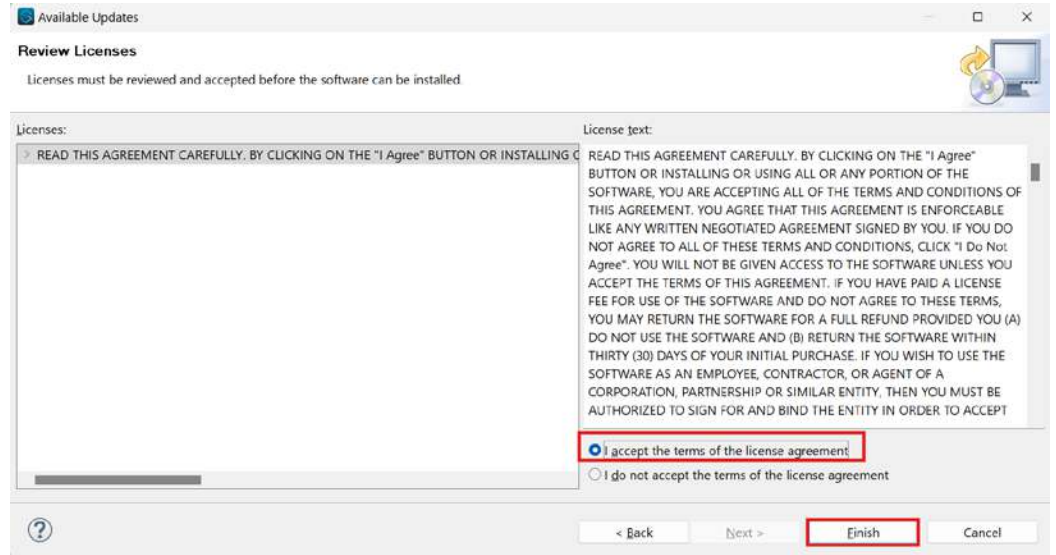 Available Updates
Review Licenses
Licenses must be reviewed and accepted before the software can be installed.
Licenses:
READ THIS AGREEMENT CAREFULLY. BY CLICKING ON THE "I Agree" BUTTON OR INSTALLING
License text:
READ THIS AGREEMENT CAREFULLY. BY CLICKING ON THE "I Agree"
BUTTON OR INSTALLING OR USING ALL OR ANY PORTION OF THE
SOFTWARE, YOU ARE ACCEPTING ALL OF THE TERMS AND CONDITIONS OF
THIS AGREEMENT. YOU AGREE THAT THIS AGREEMENT IS ENFORCEABLE
LIKE ANY WRITTEN NEGOTIATED AGREEMENT SIGNED BY YOU. IF YOU DO
NOT AGREE TO ALL OF THESE TERMS AND CONDITIONS, CLICK "I Do Not
Agree". YOU WILL NOT BE GIVEN ACCESS TO THE SOFTWARE UNLESS YOU
ACCEPT THE TERMS OF THIS AGREEMENT. IF YOU HAVE PAID A LICENSE
FEE FOR USE OF THE SOFTWARE AND DO NOT AGREE TO THESE TERMS,
YOU MAY RETURN THE SOFTWARE FOR A FULL REFUND PROVIDED YOU (A)
DO NOT USE THE SOFTWARE AND (B) RETURN THE SOFTWARE WITHIN
THIRTY (30) DAYS OF YOUR INITIAL PURCHASE. IF YOU WISH TO USE THE
SOFTWARE AS AN EMPLOYEE, CONTRACTOR, OR AGENT OF A
CORPORATION, PARTNERSHIP OR SIMILAR ENTITY, THEN YOU MUST BE
AUTHORIZED TO SIGN FOR AND BIND THE ENTITY IN ORDER TO ACCEPT
I accept the terms of the license agreement
I do not accept the terms of the license agreement
< Back
Next >
Finish
Cancel